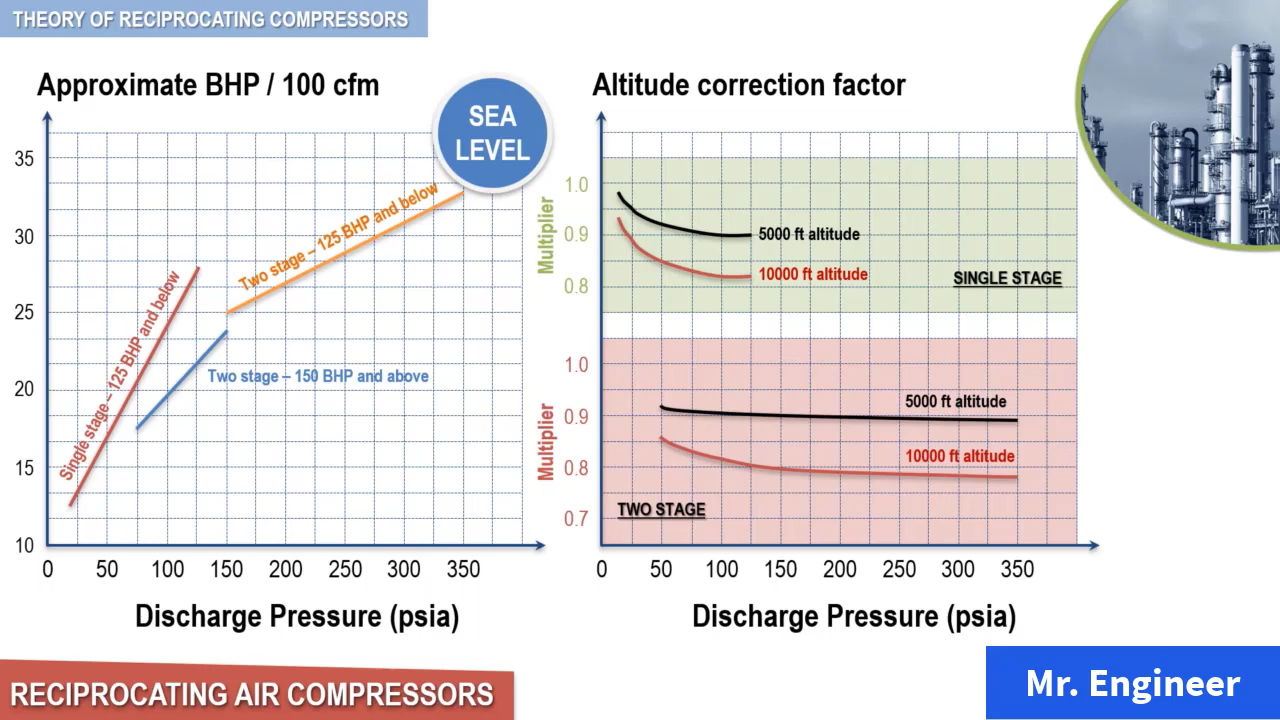 THEORY OF RECIPROCATING COMPRESSORS
Approximate BHP / 100 cfm
SEA
LEVEL
35
30
25
20
15
10
Single stage – 125 BHP and below
Two stage – 125 BHP and below
Two stage – 150 BHP and above
0 50 100 150 200 250 300 350
Discharge Pressure (psia)
Altitude correction factor
Multiplier
1.0
0.9
0.8
5000 ft altitude
10000 ft altitude
SINGLE STAGE
Multiplier
1.0
0.9
0.8
0.7
5000 ft altitude
10000 ft altitude
TWO STAGE
0 50 100 150 200 250 300 350
Discharge Pressure (psia)
RECIPROCATING AIR COMPRESSORS
Mr. Engineer